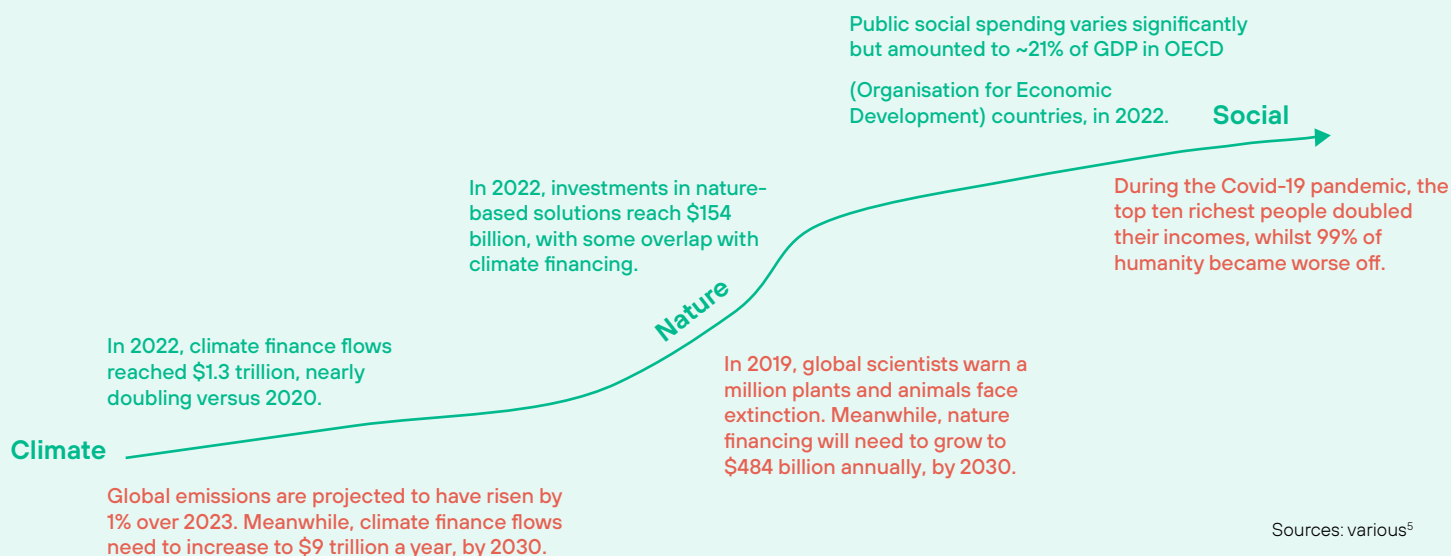 Public social spending varies significantly
but amounted to ~21% of GDP in OECD
(Organisation for Economic
Development) countries, in 2022.
Social
During the Covid-19 pandemic, the
top ten richest people doubled
their incomes, whilst 99% of
humanity became worse off.
In 2022, investments in nature-
based solutions reach $154
billion, with some overlap with
climate financing.
Nature
In 2019, global scientists warn a
million plants and animals face
extinction. Meanwhile, nature
financing will need to grow to
$484 billion annually, by 2030.
In 2022, climate finance flows
reached $1.3 trillion, nearly
doubling versus 2020.
Climate
Global emissions are projected to have risen by
1% over 2023. Meanwhile, climate finance flows
need to increase to $9 trillion a year, by 2030.
Sources: various⁵